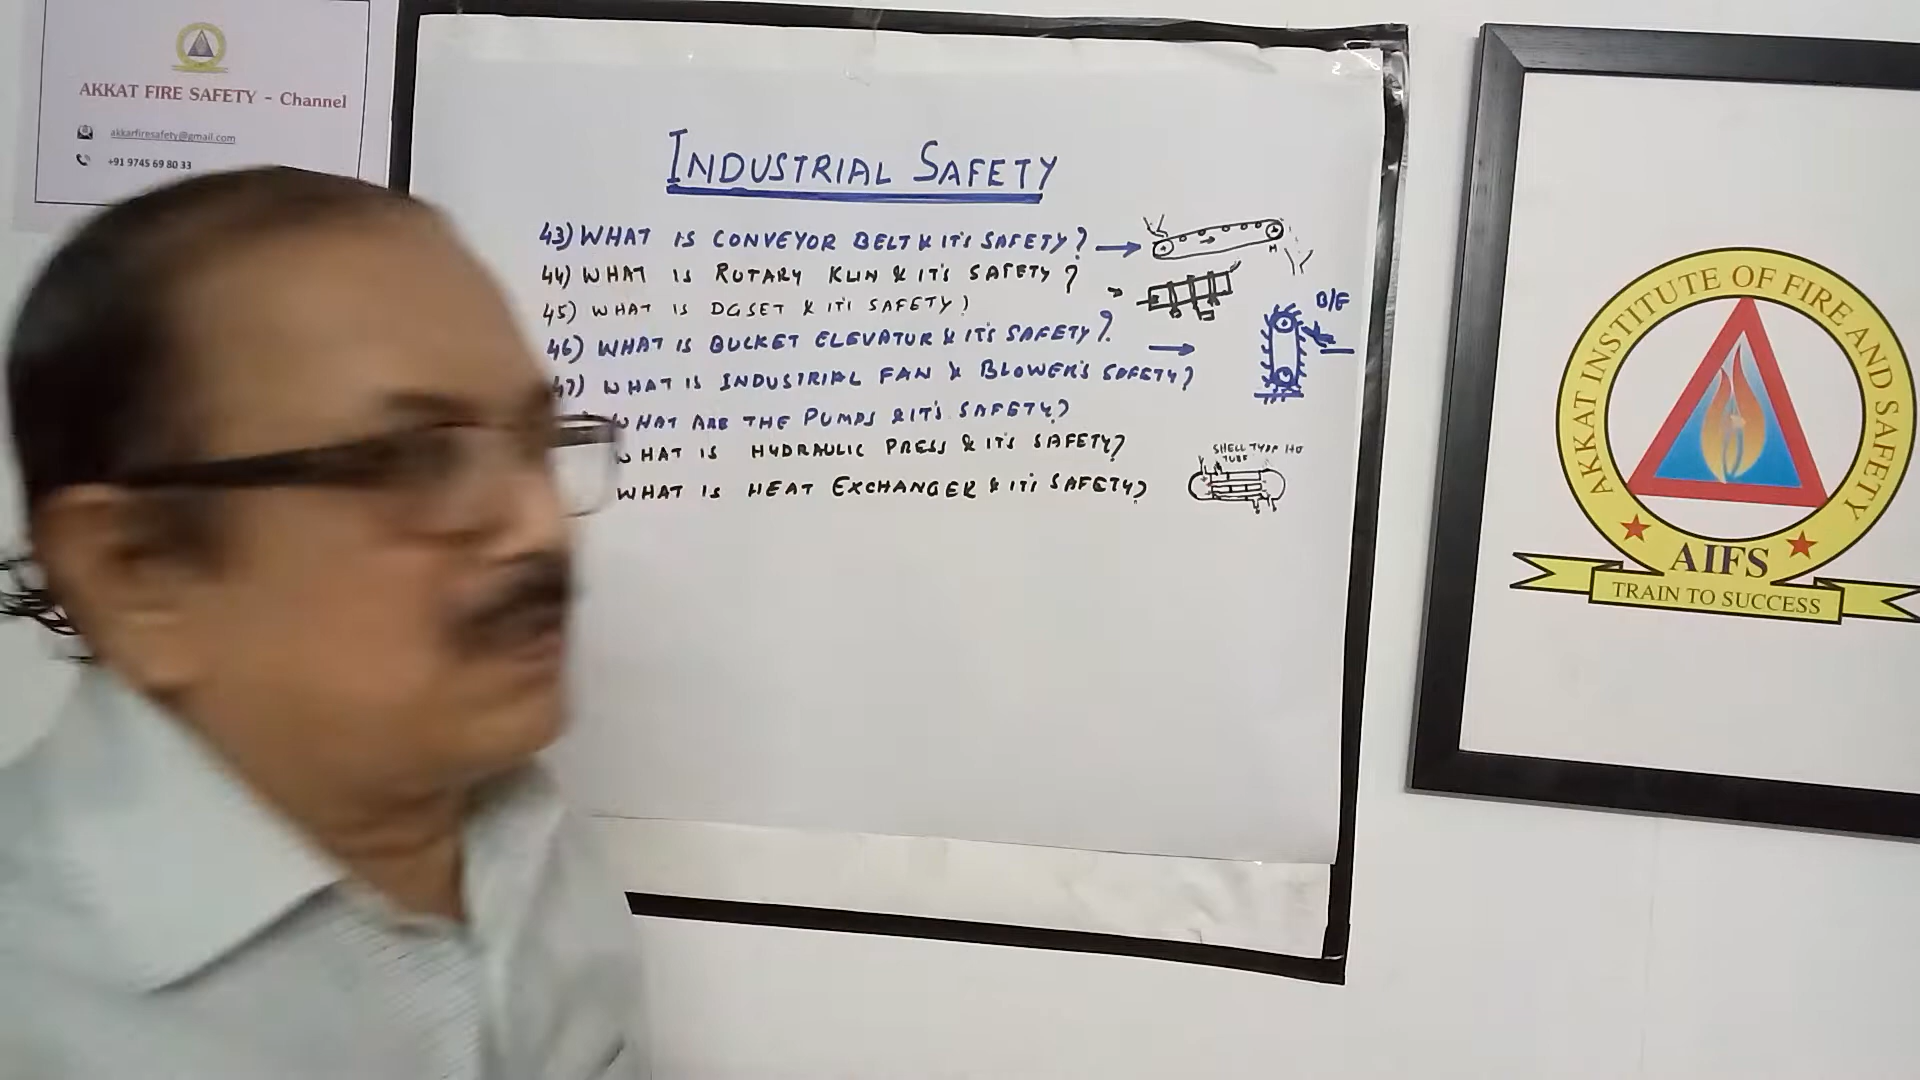 AKKAT FIRE SAFETY - Channel
akkarfiresafety@gmail.com
+91 9745 69 80 33
INDUSTRIAL SAFETY
43) WHAT IS CONVEYOR BELT & IT'S SAFETY?
M
44) WHAT IS ROTARY KLIN & IT'S SAFETY?
45) WHAT IS DG SET & IT'S SAFETY?
B/E
46) WHAT IS BUCKET ELEVATOR & IT'S SAFETY?
47) WHAT IS INDUSTRIAL FAN & BLOWER'S SAFETY?
WHAT ARE THE PUMPS & IT'S SAFETY?
WHAT IS HYDRAULIC PRESS & IT'S SAFETY?
WHAT IS HEAT EXCHANGER & IT'S SAFETY?
SHELL TYPE
TUBE
AKKAT INSTITUTE OF FIRE AND SAFETY
AIFS
TRAIN TO SUCCESS